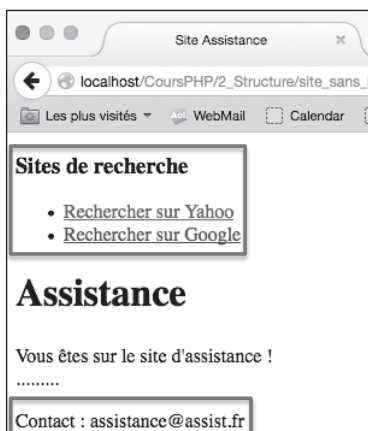 Site Assistance
localhost/CoursPHP/2_Structure/site_sans_
Les plus visités WebMail Calendar
Sites de recherche
• Rechercher sur Yahoo
• Rechercher sur Google
Assistance
Vous êtes sur le site d'assistance !
.........
Contact : assistance@assist.fr